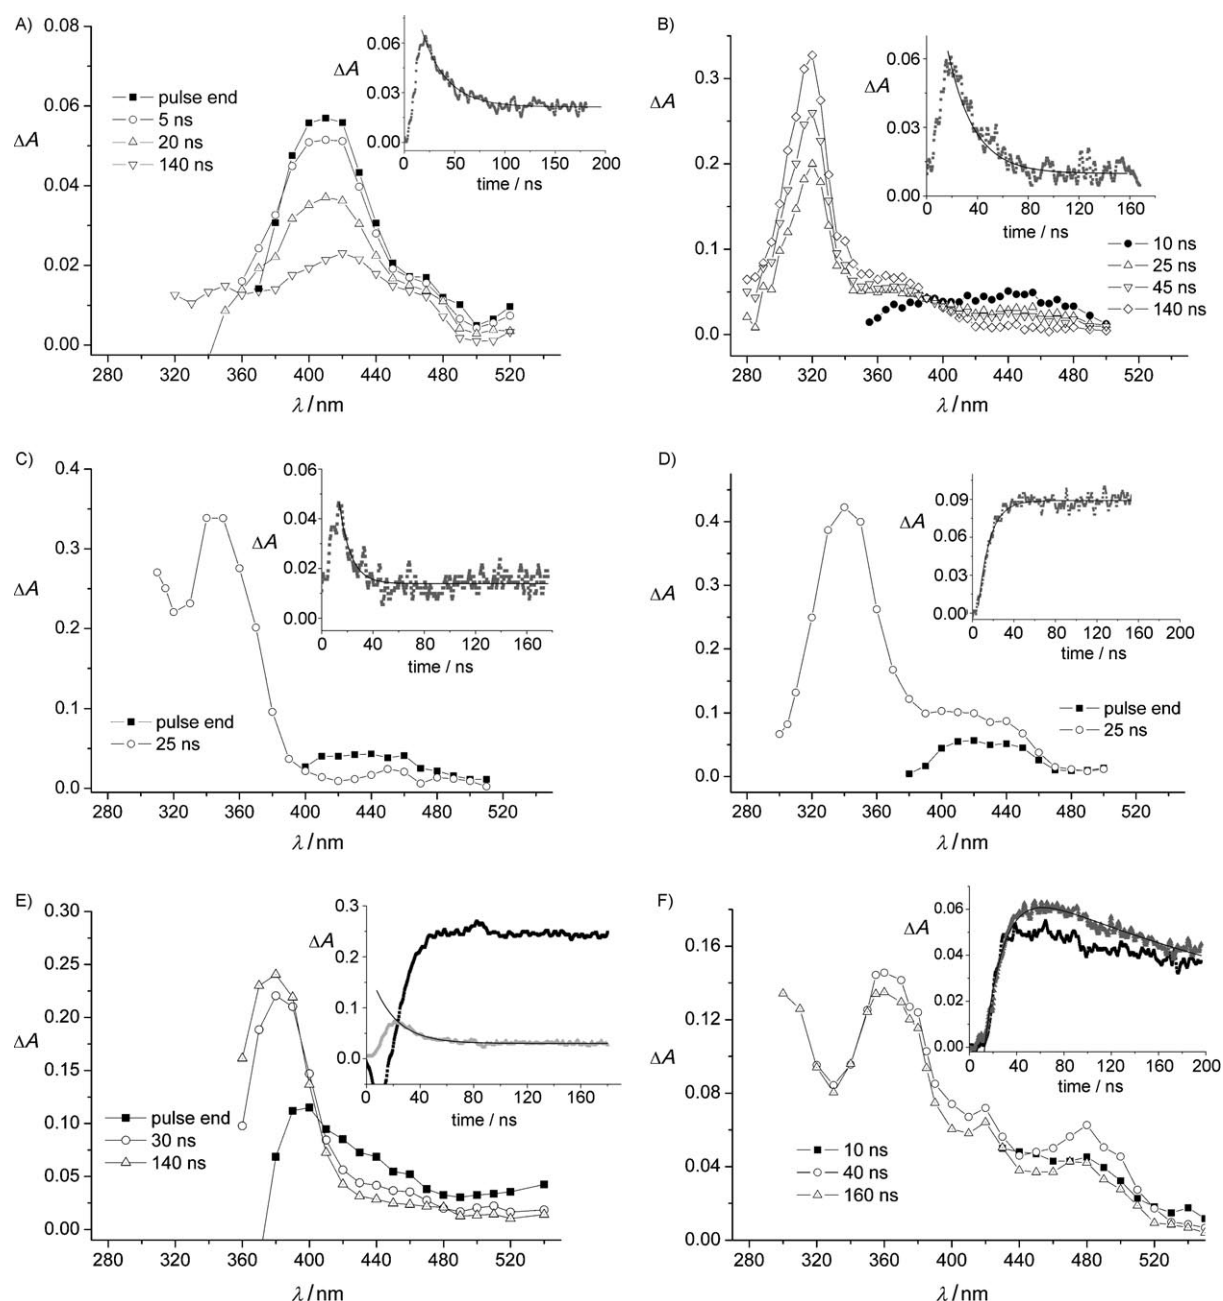 A)
0.08
0.06
0.04
0.02
0.00
ΔA
pulse end
5 ns
20 ns
140 ns
280 320 360 400 440 480 520
λ / nm
ΔA
0.06
0.03
0.00
0 50 100 150 200
time / ns
B)
0.3
0.2
0.1
0.0
ΔA
10 ns
25 ns
45 ns
140 ns
280 320 360 400 440 480 520
λ / nm
ΔA
0.06
0.03
0.00
0 40 80 120 160
time / ns
C)
0.4
0.3
0.2
0.1
0.0
ΔA
pulse end
25 ns
280 320 360 400 440 480 520
λ / nm
ΔA
0.06
0.04
0.02
0.00
0 40 80 120 160
time / ns
D)
0.4
0.3
0.2
0.1
0.0
ΔA
pulse end
25 ns
280 320 360 400 440 480 520
λ / nm
ΔA
0.09
0.06
0.03
0.00
0 40 80 120 160 200
time / ns
E)
0.30
0.25
0.20
0.15
0.10
0.05
0.00
ΔA
pulse end
30 ns
140 ns
280 320 360 400 440 480 520
λ / nm
ΔA
0.3
0.2
0.1
0.0
0 40 80 120 160
time / ns
F)
0.16
0.12
0.08
0.04
0.00
ΔA
10 ns
40 ns
160 ns
280 320 360 400 440 480 520
λ / nm
ΔA
0.06
0.04
0.02
0.00
0 40 80 120 160 200
time / ns